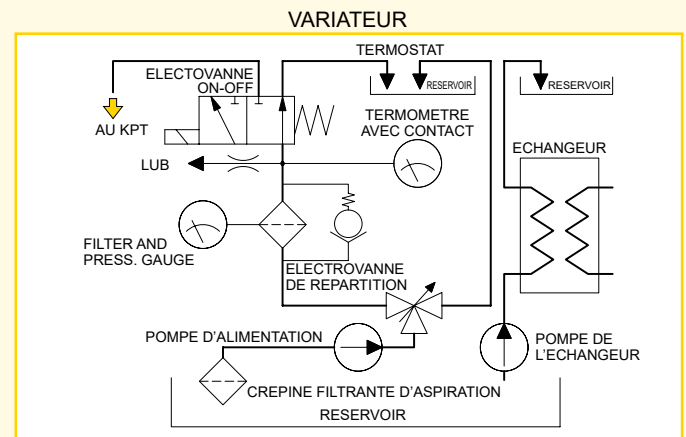 VARIATEUR
TERMOSTAT
ELECTOVANNE
ON-OFF
RESERVOIR
RESERVOIR
AU KPT
TERMOMETRE
AVEC CONTACT
ECHANGEUR
LUB
FILTER AND
PRESS. GAUGE
ELECTROVANNE
DE REPARTITION
POMPE D'ALIMENTATION
POMPE DE
L'ECHANGEUR
CREPINE FILTRANTE D'ASPIRATION
RESERVOIR